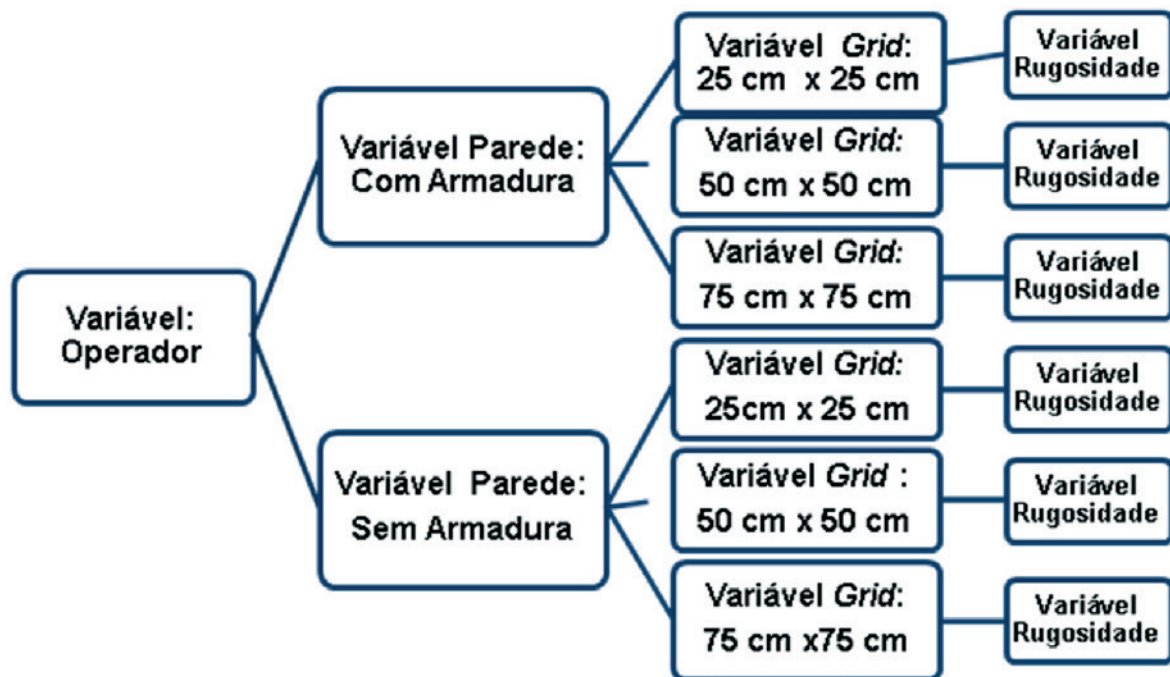 Variável:
Operador
Variável Parede:
Com Armadura
Variável Grid:
25 cm x 25 cm
Variável
Rugosidade
Variável Grid:
50 cm x 50 cm
Variável
Rugosidade
Variável Grid:
75 cm x 75 cm
Variável
Rugosidade
Variável Parede:
Sem Armadura
Variável Grid:
25cm x 25 cm
Variável
Rugosidade
Variável Grid :
50 cm x 50 cm
Variável
Rugosidade
Variável Grid:
75 cm x75 cm
Variável
Rugosidade